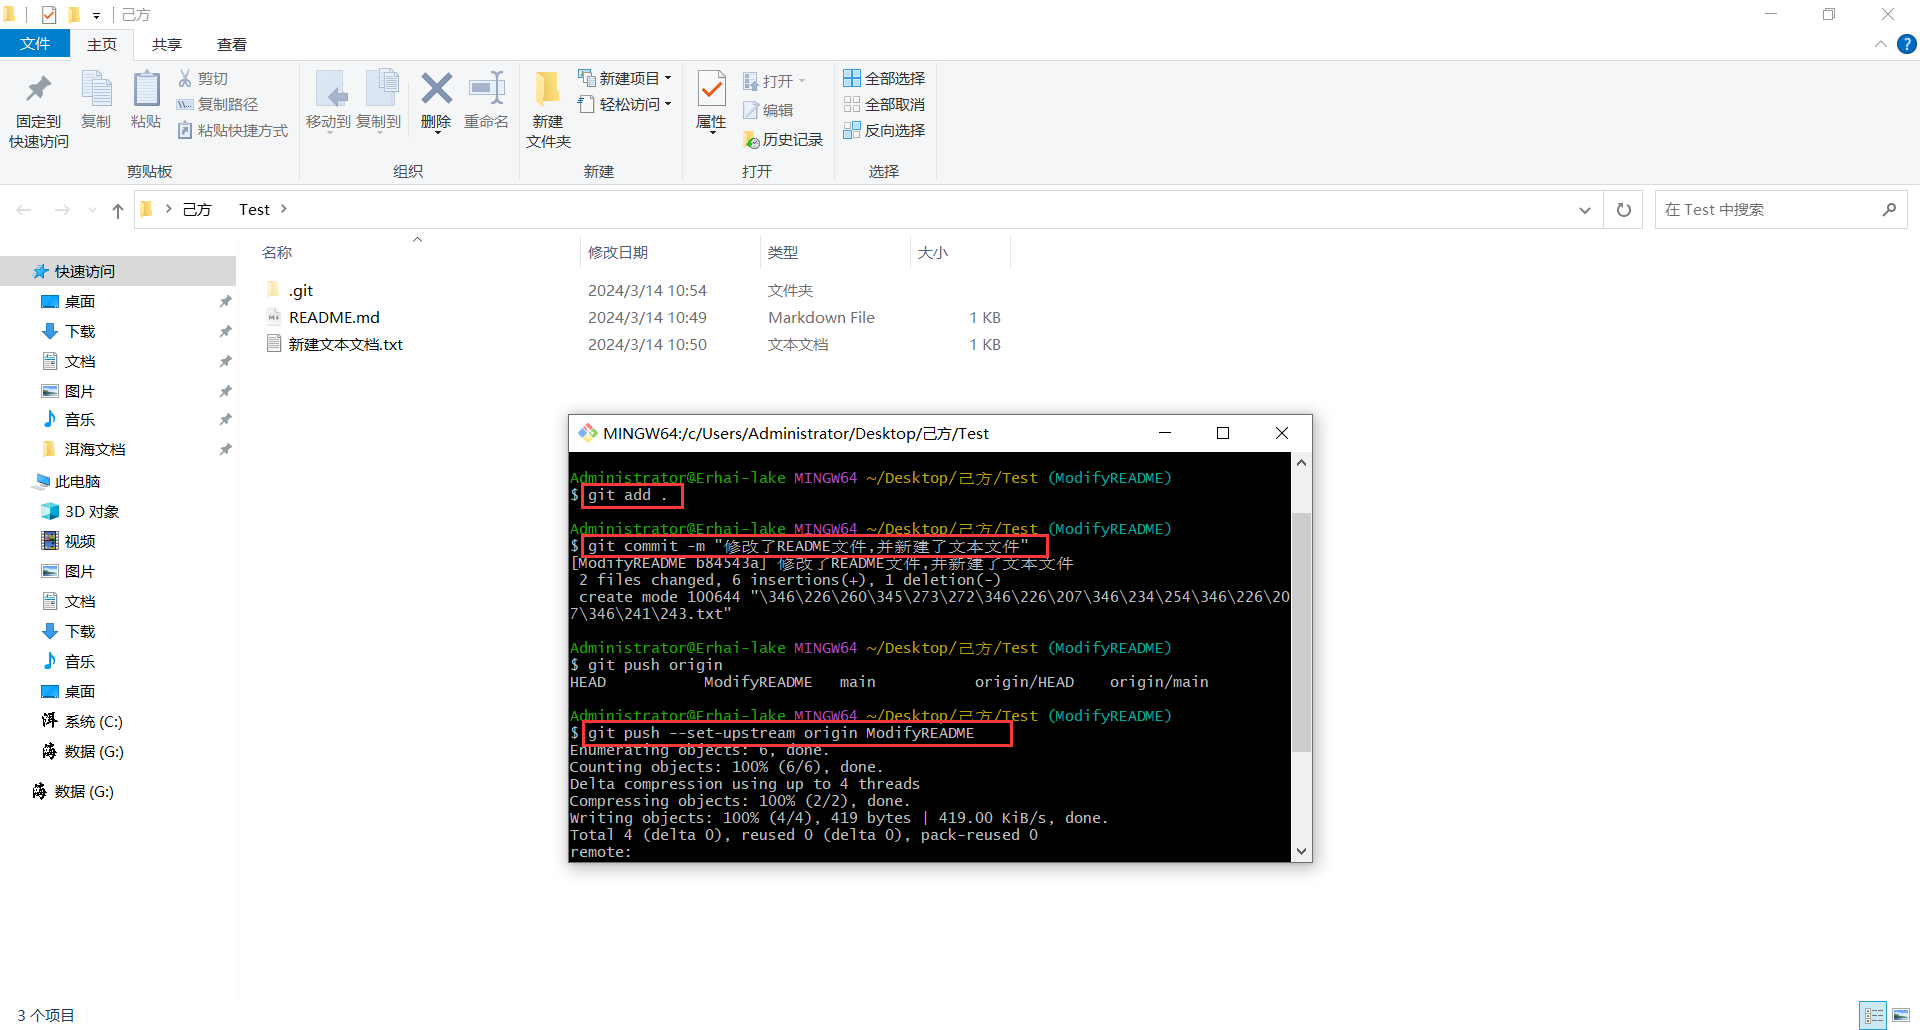 己方
文件 主页 共享 查看
固定到
快速访问
复制
粘贴
剪切
复制路径
粘贴快捷方式
剪贴板
移动到 复制到 删除 重命名
组织
新建
文件夹
新建项目
轻松访问
新建
属性
打开
编辑
历史记录
打开
全部选择
全部取消
反向选择
选择
己方 Test
在 Test 中搜索
名称 修改日期 类型 大小
.git 2024/3/14 10:54 文件夹
README.md 2024/3/14 10:49 Markdown File 1 KB
新建文本文档.txt 2024/3/14 10:50 文本文档 1 KB
快速访问
桌面
下载
文档
图片
音乐
洱海文档
此电脑
3D 对象
视频
图片
文档
下载
音乐
桌面
洱 系统 (C:)
海 数据 (G:)
海 数据 (G:)
MINGW64:/c/Users/Administrator/Desktop/己方/Test
Administrator@Erhai-lake MINGW64 ~/Desktop/己方/Test (ModifyREADME)
$ git add .
Administrator@Erhai-lake MINGW64 ~/Desktop/己方/Test (ModifyREADME)
$ git commit -m "修改了README文件,并新建了文本文件"
[ModifyREADME b84543a] 修改了README文件,并新建了文本文件
2 files changed, 6 insertions(+), 1 deletion(-)
create mode 100644 "\346\226\260\345\273\272\346\226\207\346\234\254\346\226\20
7\346\241\243.txt"
Administrator@Erhai-lake MINGW64 ~/Desktop/己方/Test (ModifyREADME)
$ git push origin
HEAD ModifyREADME main origin/HEAD origin/main
Administrator@Erhai-lake MINGW64 ~/Desktop/己方/Test (ModifyREADME)
$ git push --set-upstream origin ModifyREADME
Enumerating objects: 6, done.
Counting objects: 100% (6/6), done.
Delta compression using up to 4 threads
Compressing objects: 100% (2/2), done.
Writing objects: 100% (4/4), 419 bytes | 419.00 KiB/s, done.
Total 4 (delta 0), reused 0 (delta 0), pack-reused 0
remote:
3 个项目